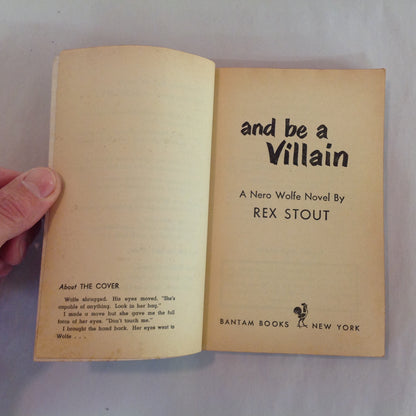 About THE COVER
Wolfe shrugged. His eyes moved. "She's
capable of anything. Look in her bag."
I made a move but she gave me the full
force of her eyes. "Don't touch me."
I brought the hand back. Her eyes went to
Wolfe . . .
and be a
Villain
A Nero Wolfe Novel By
REX STOUT
BANTAM BOOKS NEW YORK